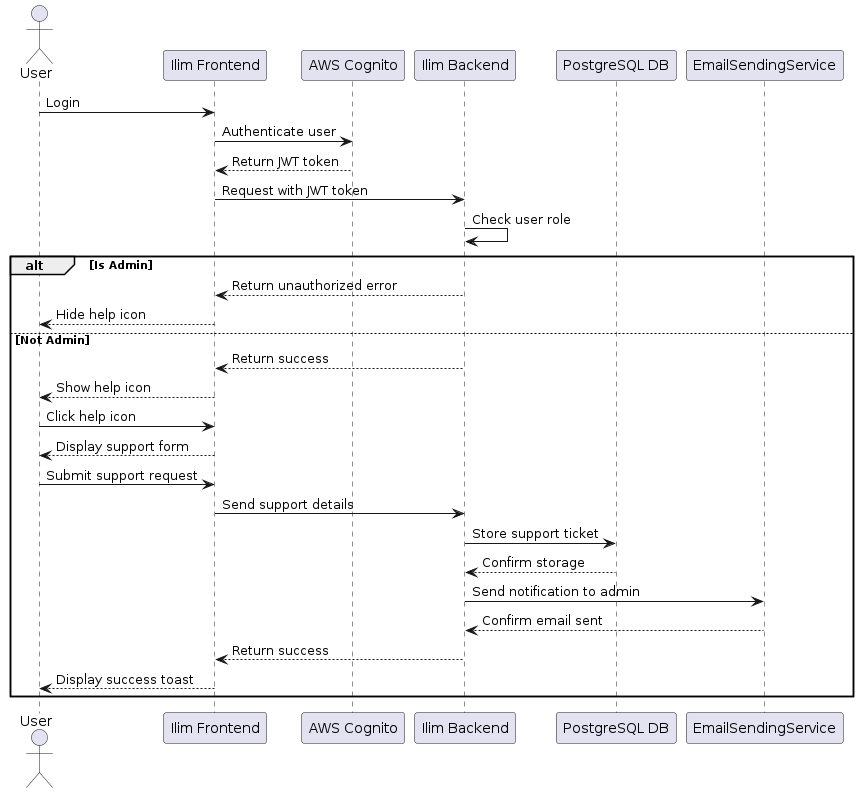 User
Ilim Frontend
AWS Cognito
Ilim Backend
PostgreSQL DB
EmailSendingService
Login
Authenticate user
Return JWT token
Request with JWT token
Check user role
alt
[Is Admin]
Return unauthorized error
Hide help icon
[Not Admin]
Return success
Show help icon
Click help icon
Display support form
Submit support request
Send support details
Store support ticket
Confirm storage
Send notification to admin
Confirm email sent
Return success
Display success toast
User
Ilim Frontend
AWS Cognito
Ilim Backend
PostgreSQL DB
EmailSendingService